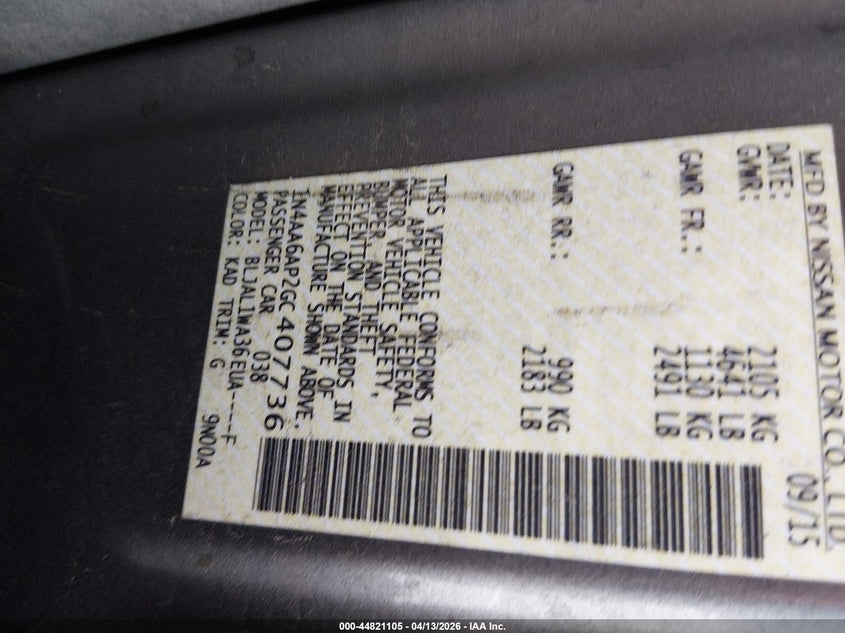 MFD BY NISSAN MOTOR CO., LTD
DATE: 09/15
GVWR: 2105 KG
4641 LB
GAWR FR.: 1130 KG
2491 LB
GAWR RR.: 990 KG
2183 LB
THIS VEHICLE CONFORMS TO
ALL APPLICABLE FEDERAL
MOTOR VEHICLE SAFETY,
BUMPER AND THEFT
PREVENTION STANDARDS IN
EFFECT ON THE DATE OF
MANUFACTURE SHOWN ABOVE.
1N4AA6AP2GC407736
PASSENGER CAR 038
MODEL: BLJALIWA36EUA----F
COLOR: KAD TRIM: G 9N00A
000-44821105 - 04/13/2026 - IAA Inc.